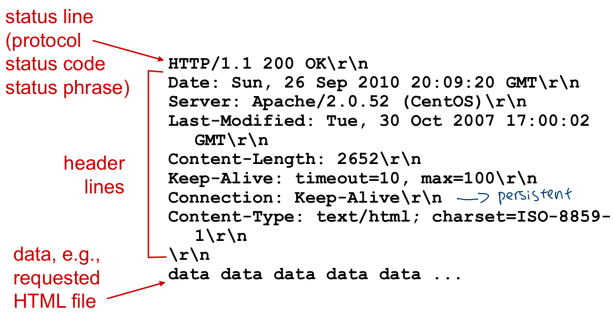 status line
(protocol
status code
status phrase)
HTTP/1.1 200 OK\r\n
Date: Sun, 26 Sep 2010 20:09:20 GMT\r\n
Server: Apache/2.0.52 (CentOS)\r\n
Last-Modified: Tue, 30 Oct 2007 17:00:02
GMT\r\n
header
lines
Content-Length: 2652\r\n
Keep-Alive: timeout=10, max=100\r\n
Connection: Keep-Alive\r\n → persistent
Content-Type: text/html; charset=ISO-8859-
1\r\n
\r\n
data, e.g.,
requested
HTML file
data data data data data ...